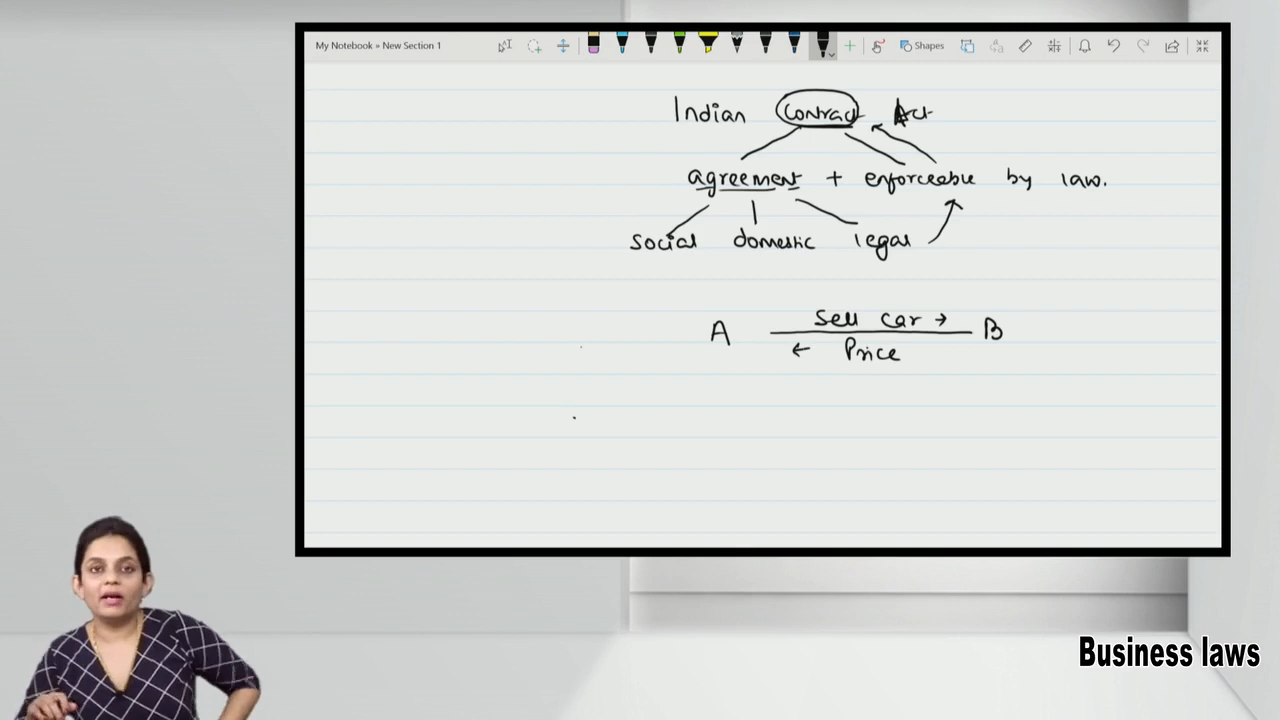 My Notebook » New Section 1
Shapes
Indian Contract Act
agreement + enforceable by law.
social domestic legal
Sell car →
A B
← Price
Business laws